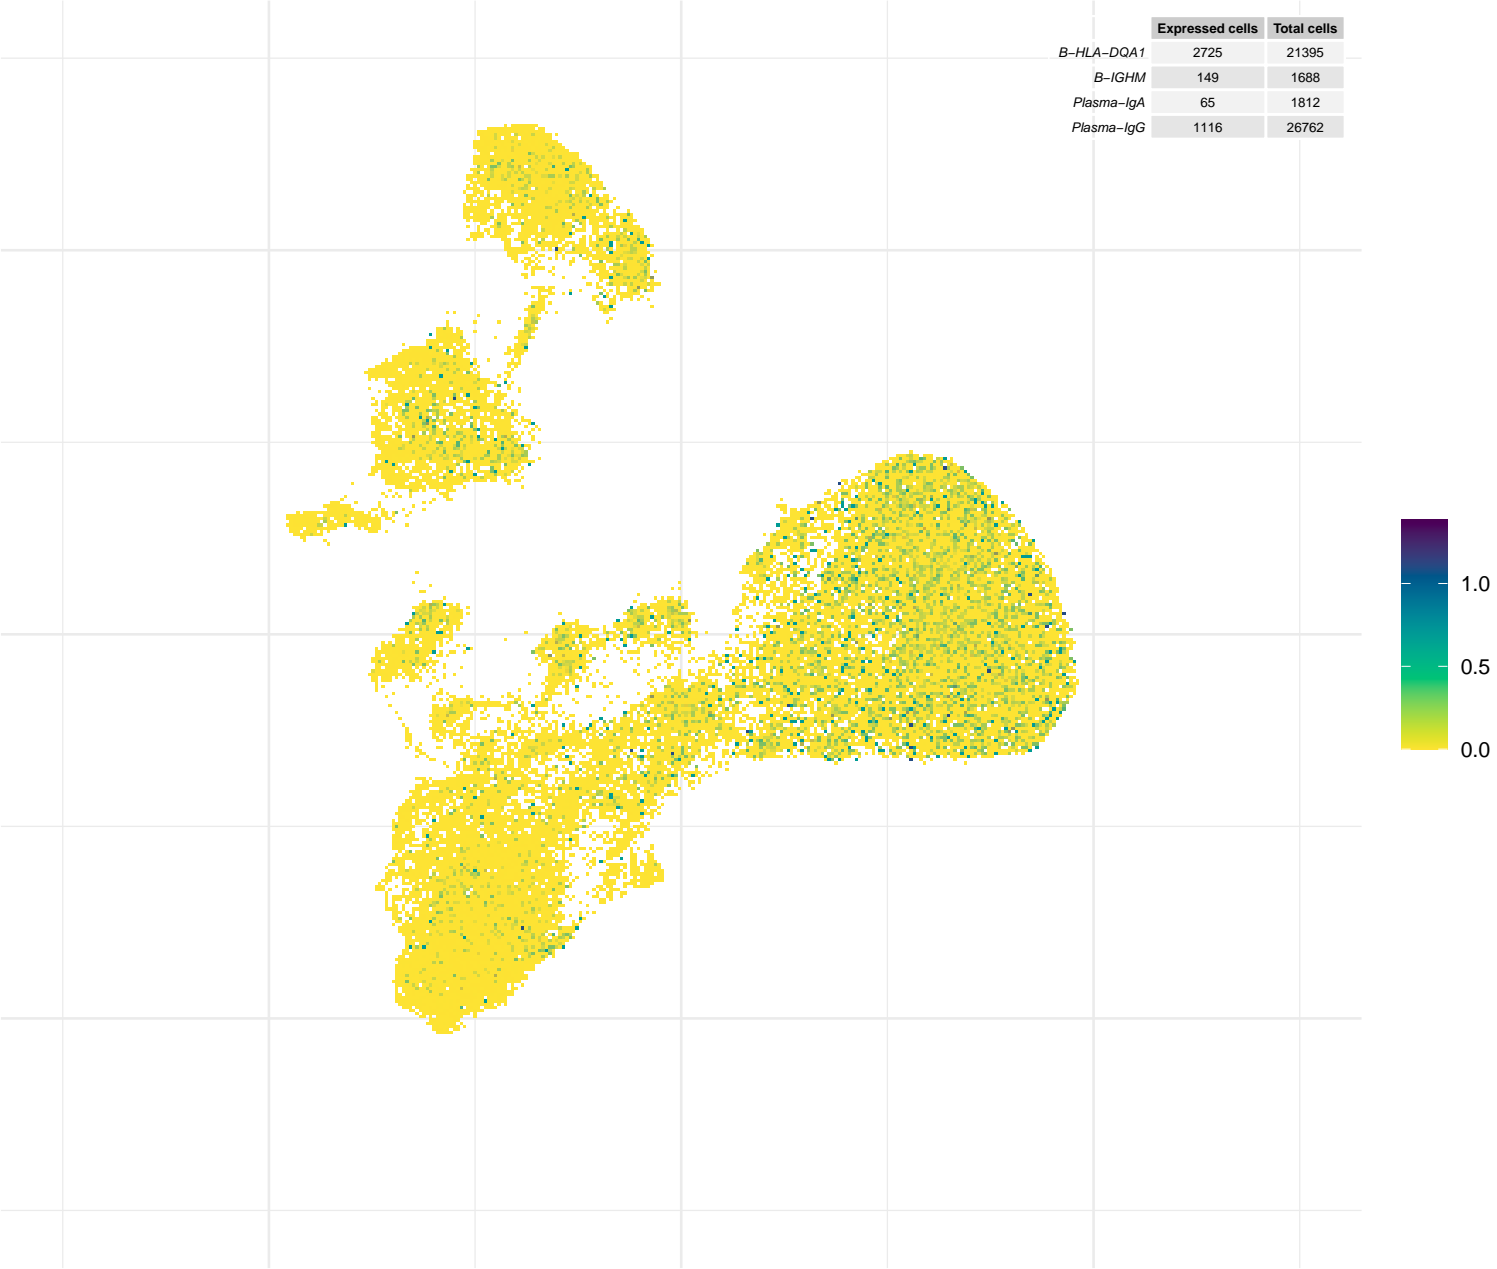 Expressed cells Total cells
B−HLA−DQA1 2725 21395
B−IGHM 149 1688
Plasma−IgA 65 1812
Plasma−IgG 1116 26762
1.0
0.5
0.0